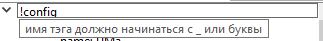 !config
имя тэга должно начинаться с _ или буквы